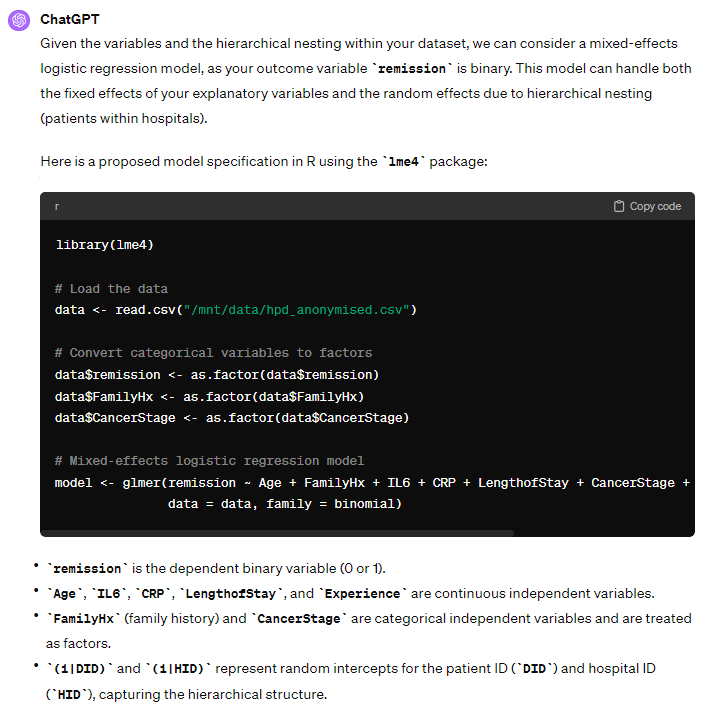 ChatGPT
Given the variables and the hierarchical nesting within your dataset, we can consider a mixed-effects
logistic regression model, as your outcome variable `remission` is binary. This model can handle both
the fixed effects of your explanatory variables and the random effects due to hierarchical nesting
(patients within hospitals).
Here is a proposed model specification in R using the `lme4` package:
r
Copy code
library(lme4)
# Load the data
data <- read.csv("/mnt/data/hpd_anonymised.csv")
# Convert categorical variables to factors
data$remission <- as.factor(data$remission)
data$FamilyHx <- as.factor(data$FamilyHx)
data$CancerStage <- as.factor(data$CancerStage)
# Mixed-effects logistic regression model
model <- glmer(remission ~ Age + FamilyHx + IL6 + CRP + LengthofStay + CancerStage +
data = data, family = binomial)
• `remission` is the dependent binary variable (0 or 1).
• `Age`, `IL6`, `CRP`, `LengthofStay`, and `Experience` are continuous independent variables.
• `FamilyHx` (family history) and `CancerStage` are categorical independent variables and are treated
as factors.
• `(1|DID)` and `(1|HID)` represent random intercepts for the patient ID (`DID`) and hospital ID
(`HID`), capturing the hierarchical structure.